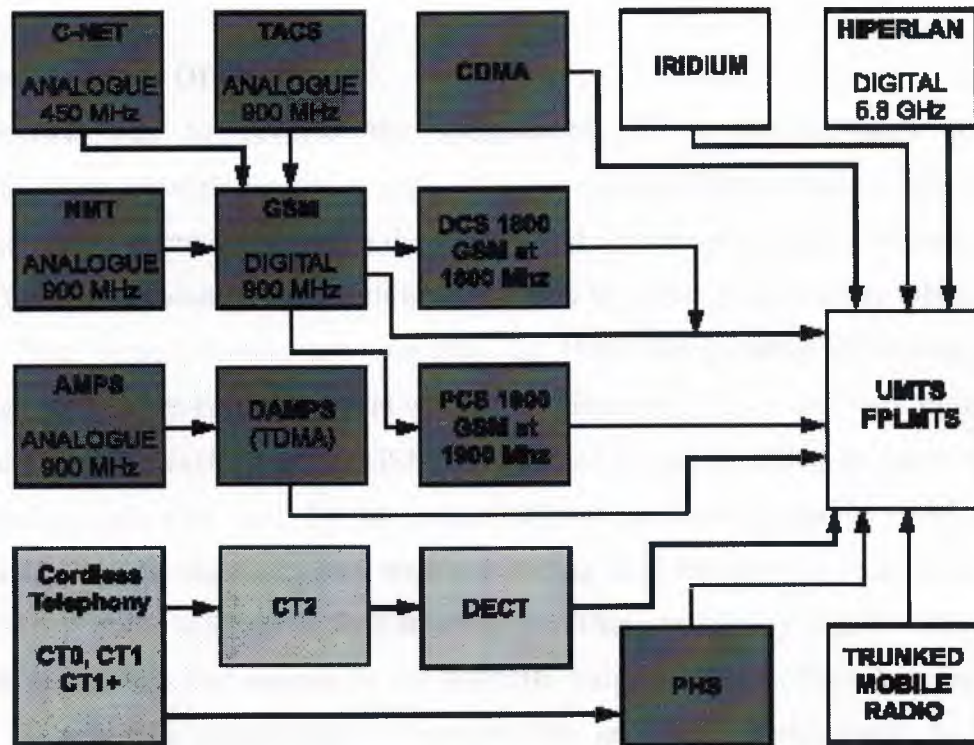 C-NET
ANALOGUE
450 MHz
TACS
ANALOGUE
900 MHz
CDMA
IRIDIUM
HIPERLAN
DIGITAL
5.8 GHz
NMT
ANALOGUE
900 MHz
GSM
DIGITAL
900 MHz
DCS 1800
GSM at
1800 Mhz
AMPS
ANALOGUE
900 MHz
DAMPS
(TDMA)
PCS 1900
GSM at
1900 Mhz
UMTS
FPLMTS
Cordless
Telephony
CT0, CT1
CT1+
CT2
DECT
PHS
TRUNKED
MOBILE
RADIO